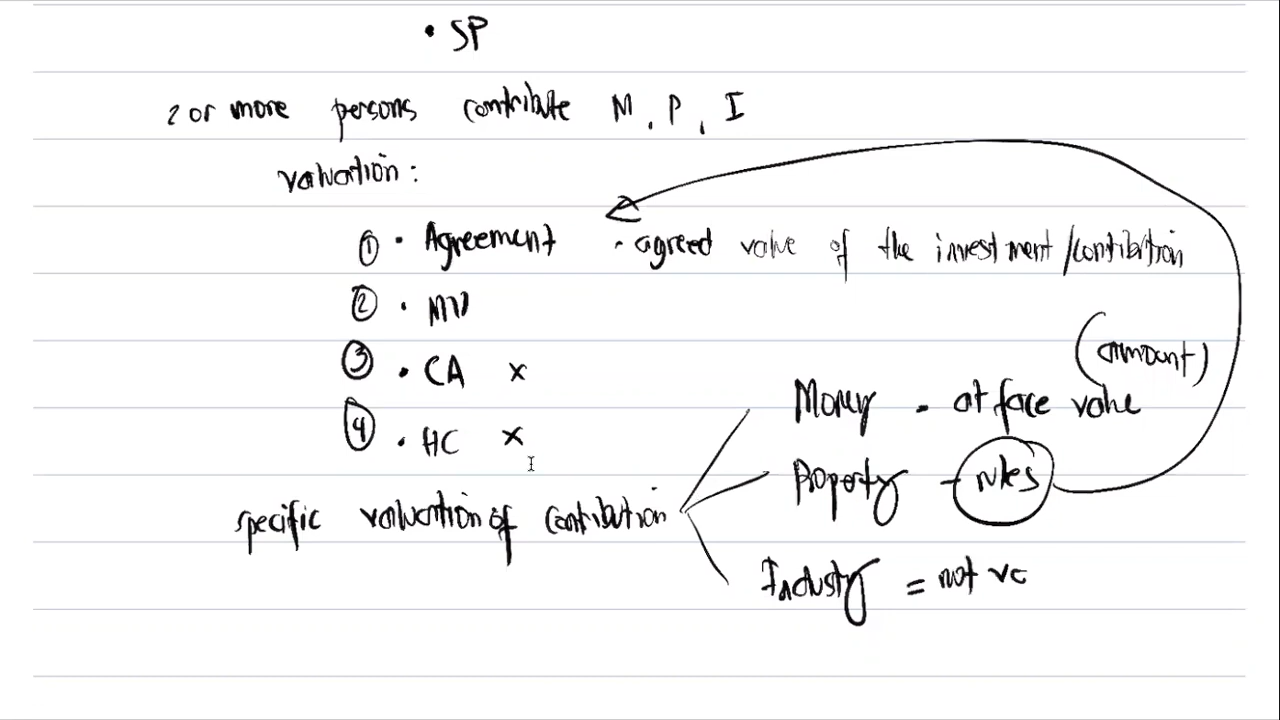 • SP
2 or more persons contribute M, P, I
valuation:
① • Agreement • agreed value of the investment/contribution
② • MV
③ • CA x
④ • HC x
(amount)
Money • at face value
Property - rules
specific valuation of contribution
Industry = not va